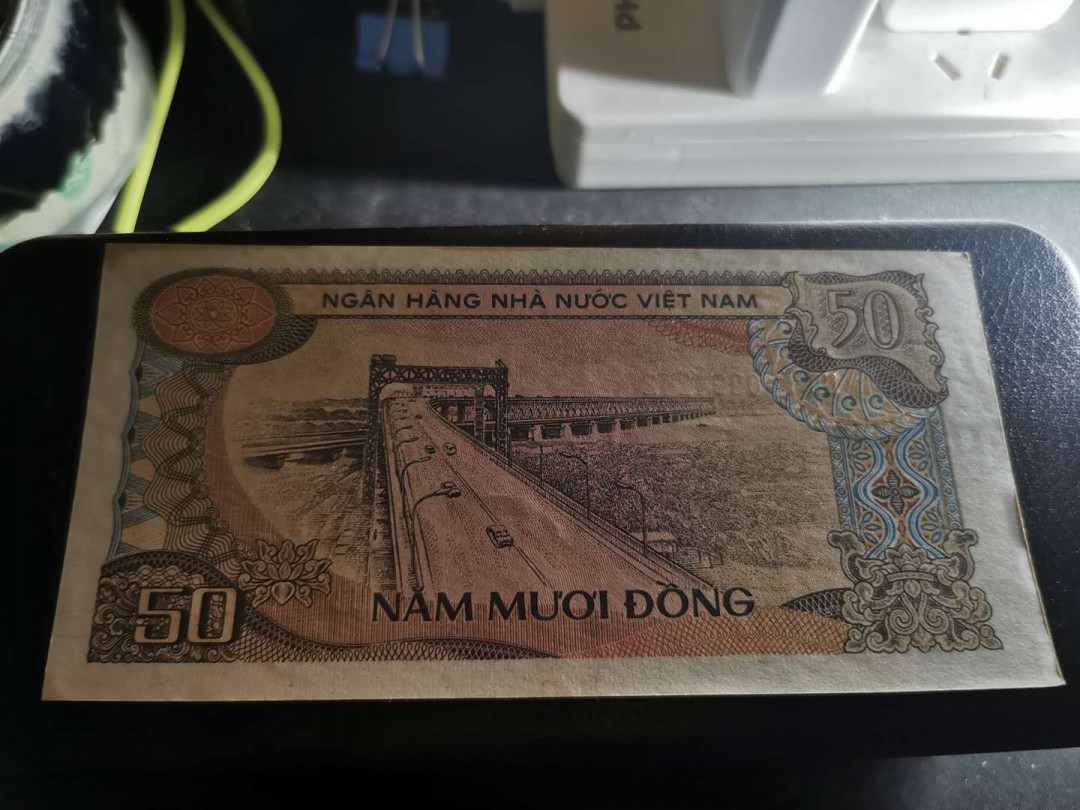 NGÂN HÀNG NHÀ NƯỚC VIỆT NAM
50
50
NĂM MƯƠI ĐỒNG